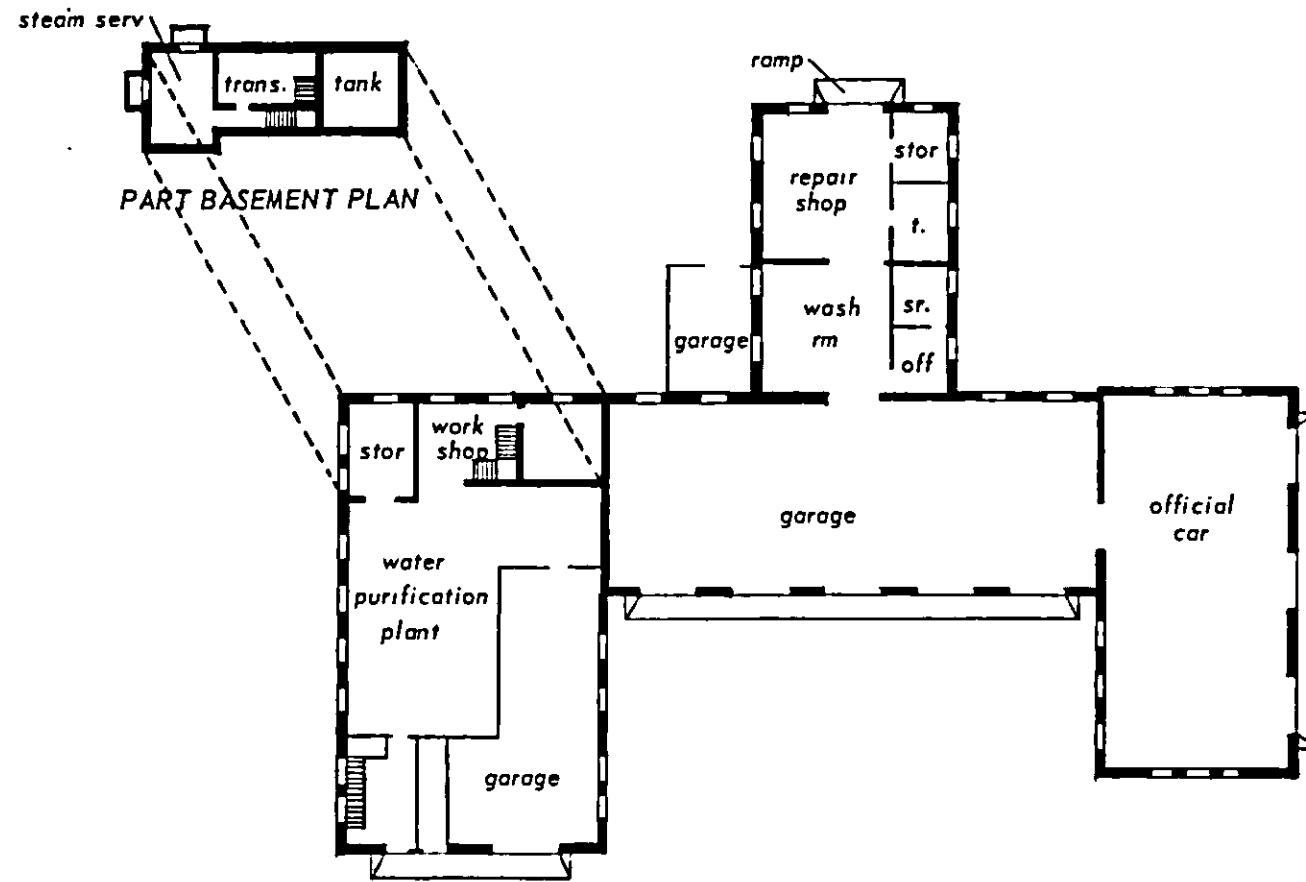 steam serv
trans.
tank
PART BASEMENT PLAN
ramp
stor
repair
shop
t.
wash
rm
sr.
off
garage
stor
work
shop
garage
official
car
water
purification
plant
garage